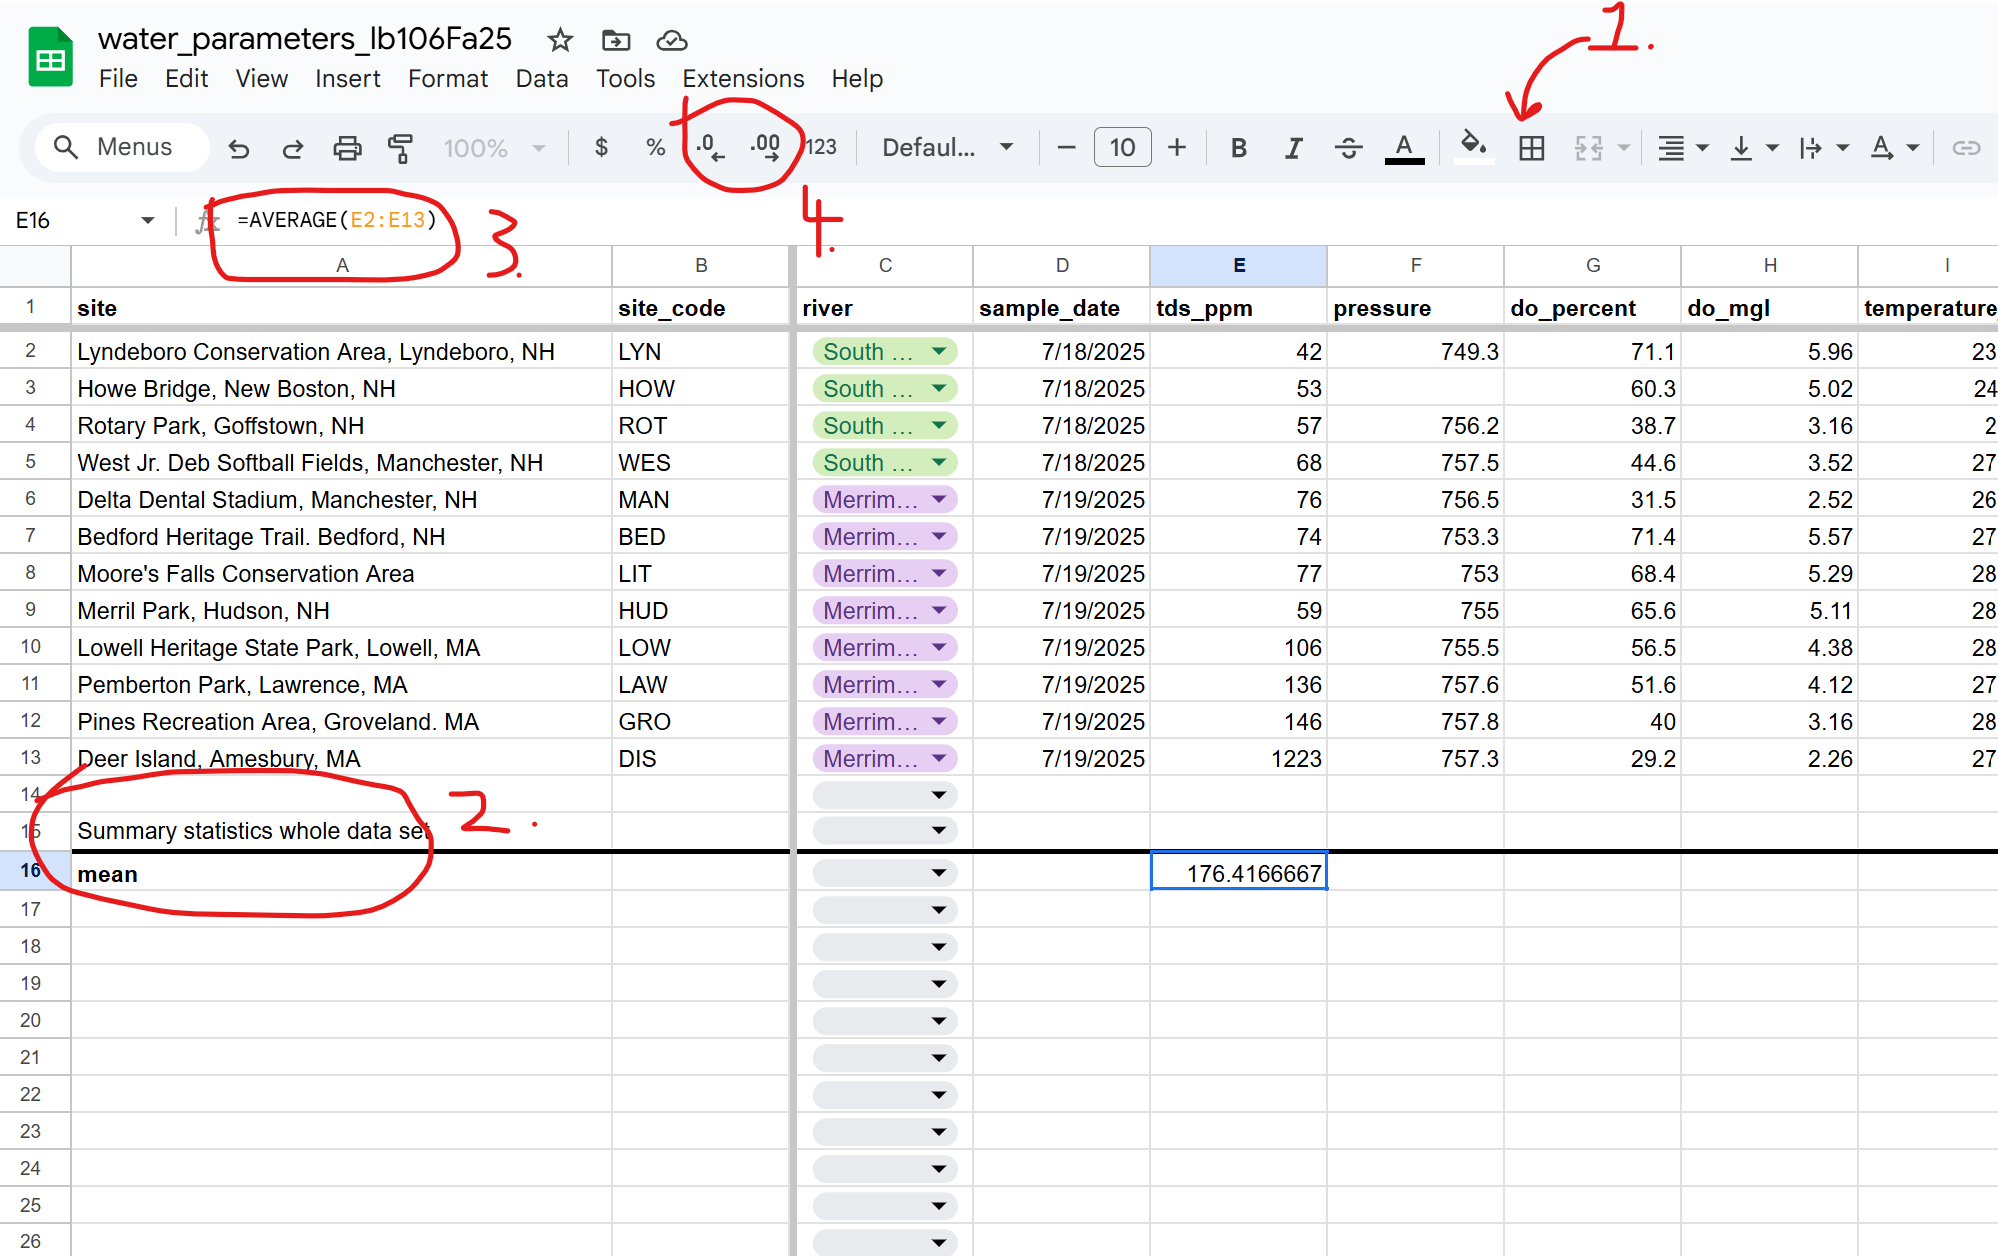 1.
water_parameters_lb106Fa25
File Edit View Insert Format Data Tools Extensions Help
Menus 100% $ % .0 .00 123 Defaul... 10 B I A A
4.
E16 fx =AVERAGE(E2:E13) 3.
A B C D E F G H I
1 site site_code river sample_date tds_ppm pressure do_percent do_mgl temperature
2 Lyndeboro Conservation Area, Lyndeboro, NH LYN South ... 7/18/2025 42 749.3 71.1 5.96 23
3 Howe Bridge, New Boston, NH HOW South ... 7/18/2025 53 60.3 5.02 24
4 Rotary Park, Goffstown, NH ROT South ... 7/18/2025 57 756.2 38.7 3.16 2
5 West Jr. Deb Softball Fields, Manchester, NH WES South ... 7/18/2025 68 757.5 44.6 3.52 27
6 Delta Dental Stadium, Manchester, NH MAN Merrim... 7/19/2025 76 756.5 31.5 2.52 26
7 Bedford Heritage Trail. Bedford, NH BED Merrim... 7/19/2025 74 753.3 71.4 5.57 27
8 Moore's Falls Conservation Area LIT Merrim... 7/19/2025 77 753 68.4 5.29 28
9 Merril Park, Hudson, NH HUD Merrim... 7/19/2025 59 755 65.6 5.11 28
10 Lowell Heritage State Park, Lowell, MA LOW Merrim... 7/19/2025 106 755.5 56.5 4.38 28
11 Pemberton Park, Lawrence, MA LAW Merrim... 7/19/2025 136 757.6 51.6 4.12 27
12 Pines Recreation Area, Groveland. MA GRO Merrim... 7/19/2025 146 757.8 40 3.16 28
13 Deer Island, Amesbury, MA DIS Merrim... 7/19/2025 1223 757.3 29.2 2.26 27
14
15 Summary statistics whole data set 2.
16 mean 176.4166667
17
18
19
20
21
22
23
24
25
26